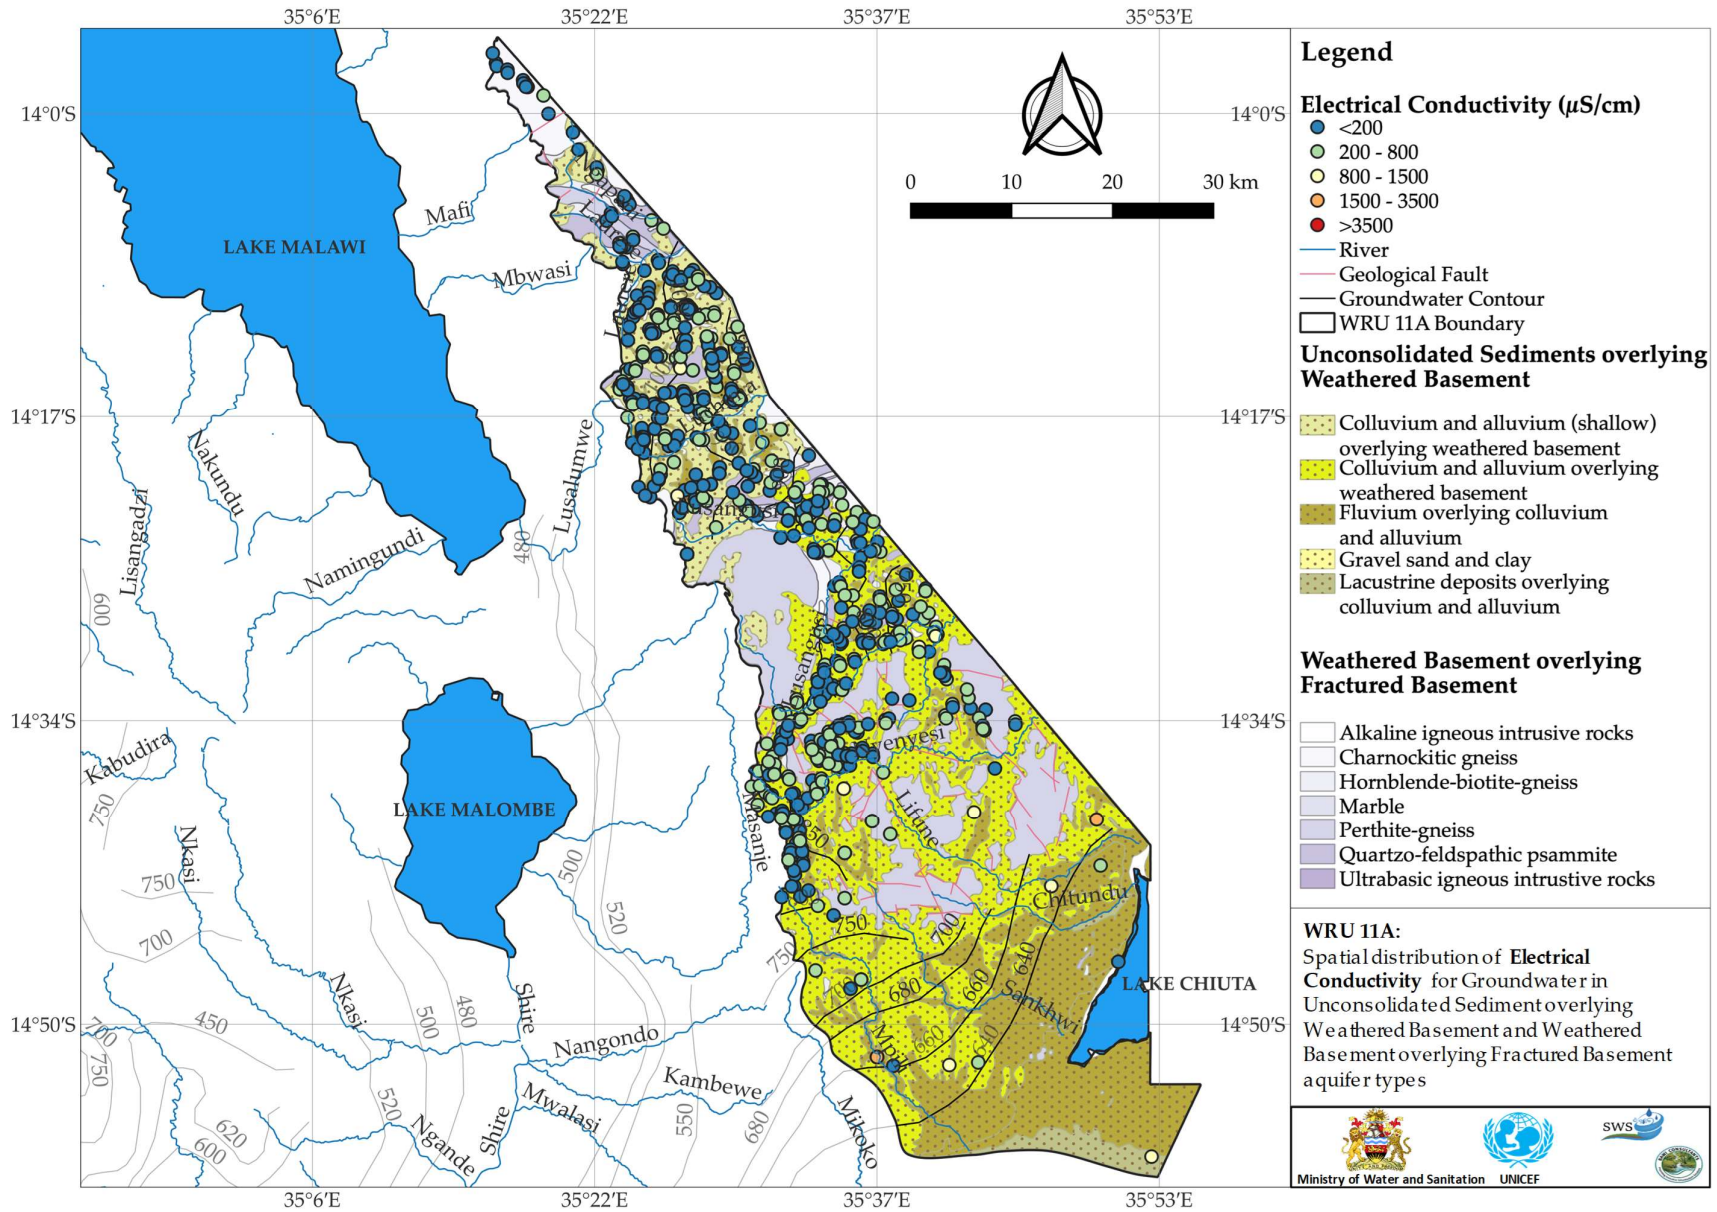 35°6'E
35°22'E
35°37'E
35°53'E
14°0'S
14°0'S
0 10 20 30 km
Mafi
LAKE MALAWI
Mbwasi
14°17'S
14°17'S
Nakundu
Lusalumwe
Lisangadzi
Namingundi
480
600
14°34'S
14°34'S
Kabudira
750
LAKE MALOMBE
Masanje
Lifune
Nkasi
750
500
520
700
750
750
700
640
Chitundu
LAKE CHIUTA
680
660
Sankhwi
Nkasi
Shire
500
480
450
14°50'S
14°50'S
700
750
Nangondo
660
640
Kambewe
Mwalasi
520
Ngande
Shire
550
680
Mikoko
620
600
35°6'E
35°22'E
35°37'E
35°53'E
Legend
Electrical Conductivity (µS/cm)
<200
200 - 800
800 - 1500
1500 - 3500
>3500
River
Geological Fault
Groundwater Contour
WRU 11A Boundary
Unconsolidated Sediments overlying
Weathered Basement
Colluvium and alluvium (shallow)
overlying weathered basement
Colluvium and alluvium overlying
weathered basement
Fluvium overlying colluvium
and alluvium
Gravel sand and clay
Lacustrine deposits overlying
colluvium and alluvium
Weathered Basement overlying
Fractured Basement
Alkaline igneous intrusive rocks
Charnockitic gneiss
Hornblende-biotite-gneiss
Marble
Perthite-gneiss
Quartzo-feldspathic psammite
Ultrabasic igneous intrustive rocks
WRU 11A:
Spatial distribution of Electrical
Conductivity for Groundwater in
Unconsolidated Sediment overlying
Weathered Basement and Weathered
Basement overlying Fractured Basement
aquifer types
SWS
Ministry of Water and Sanitation UNICEF